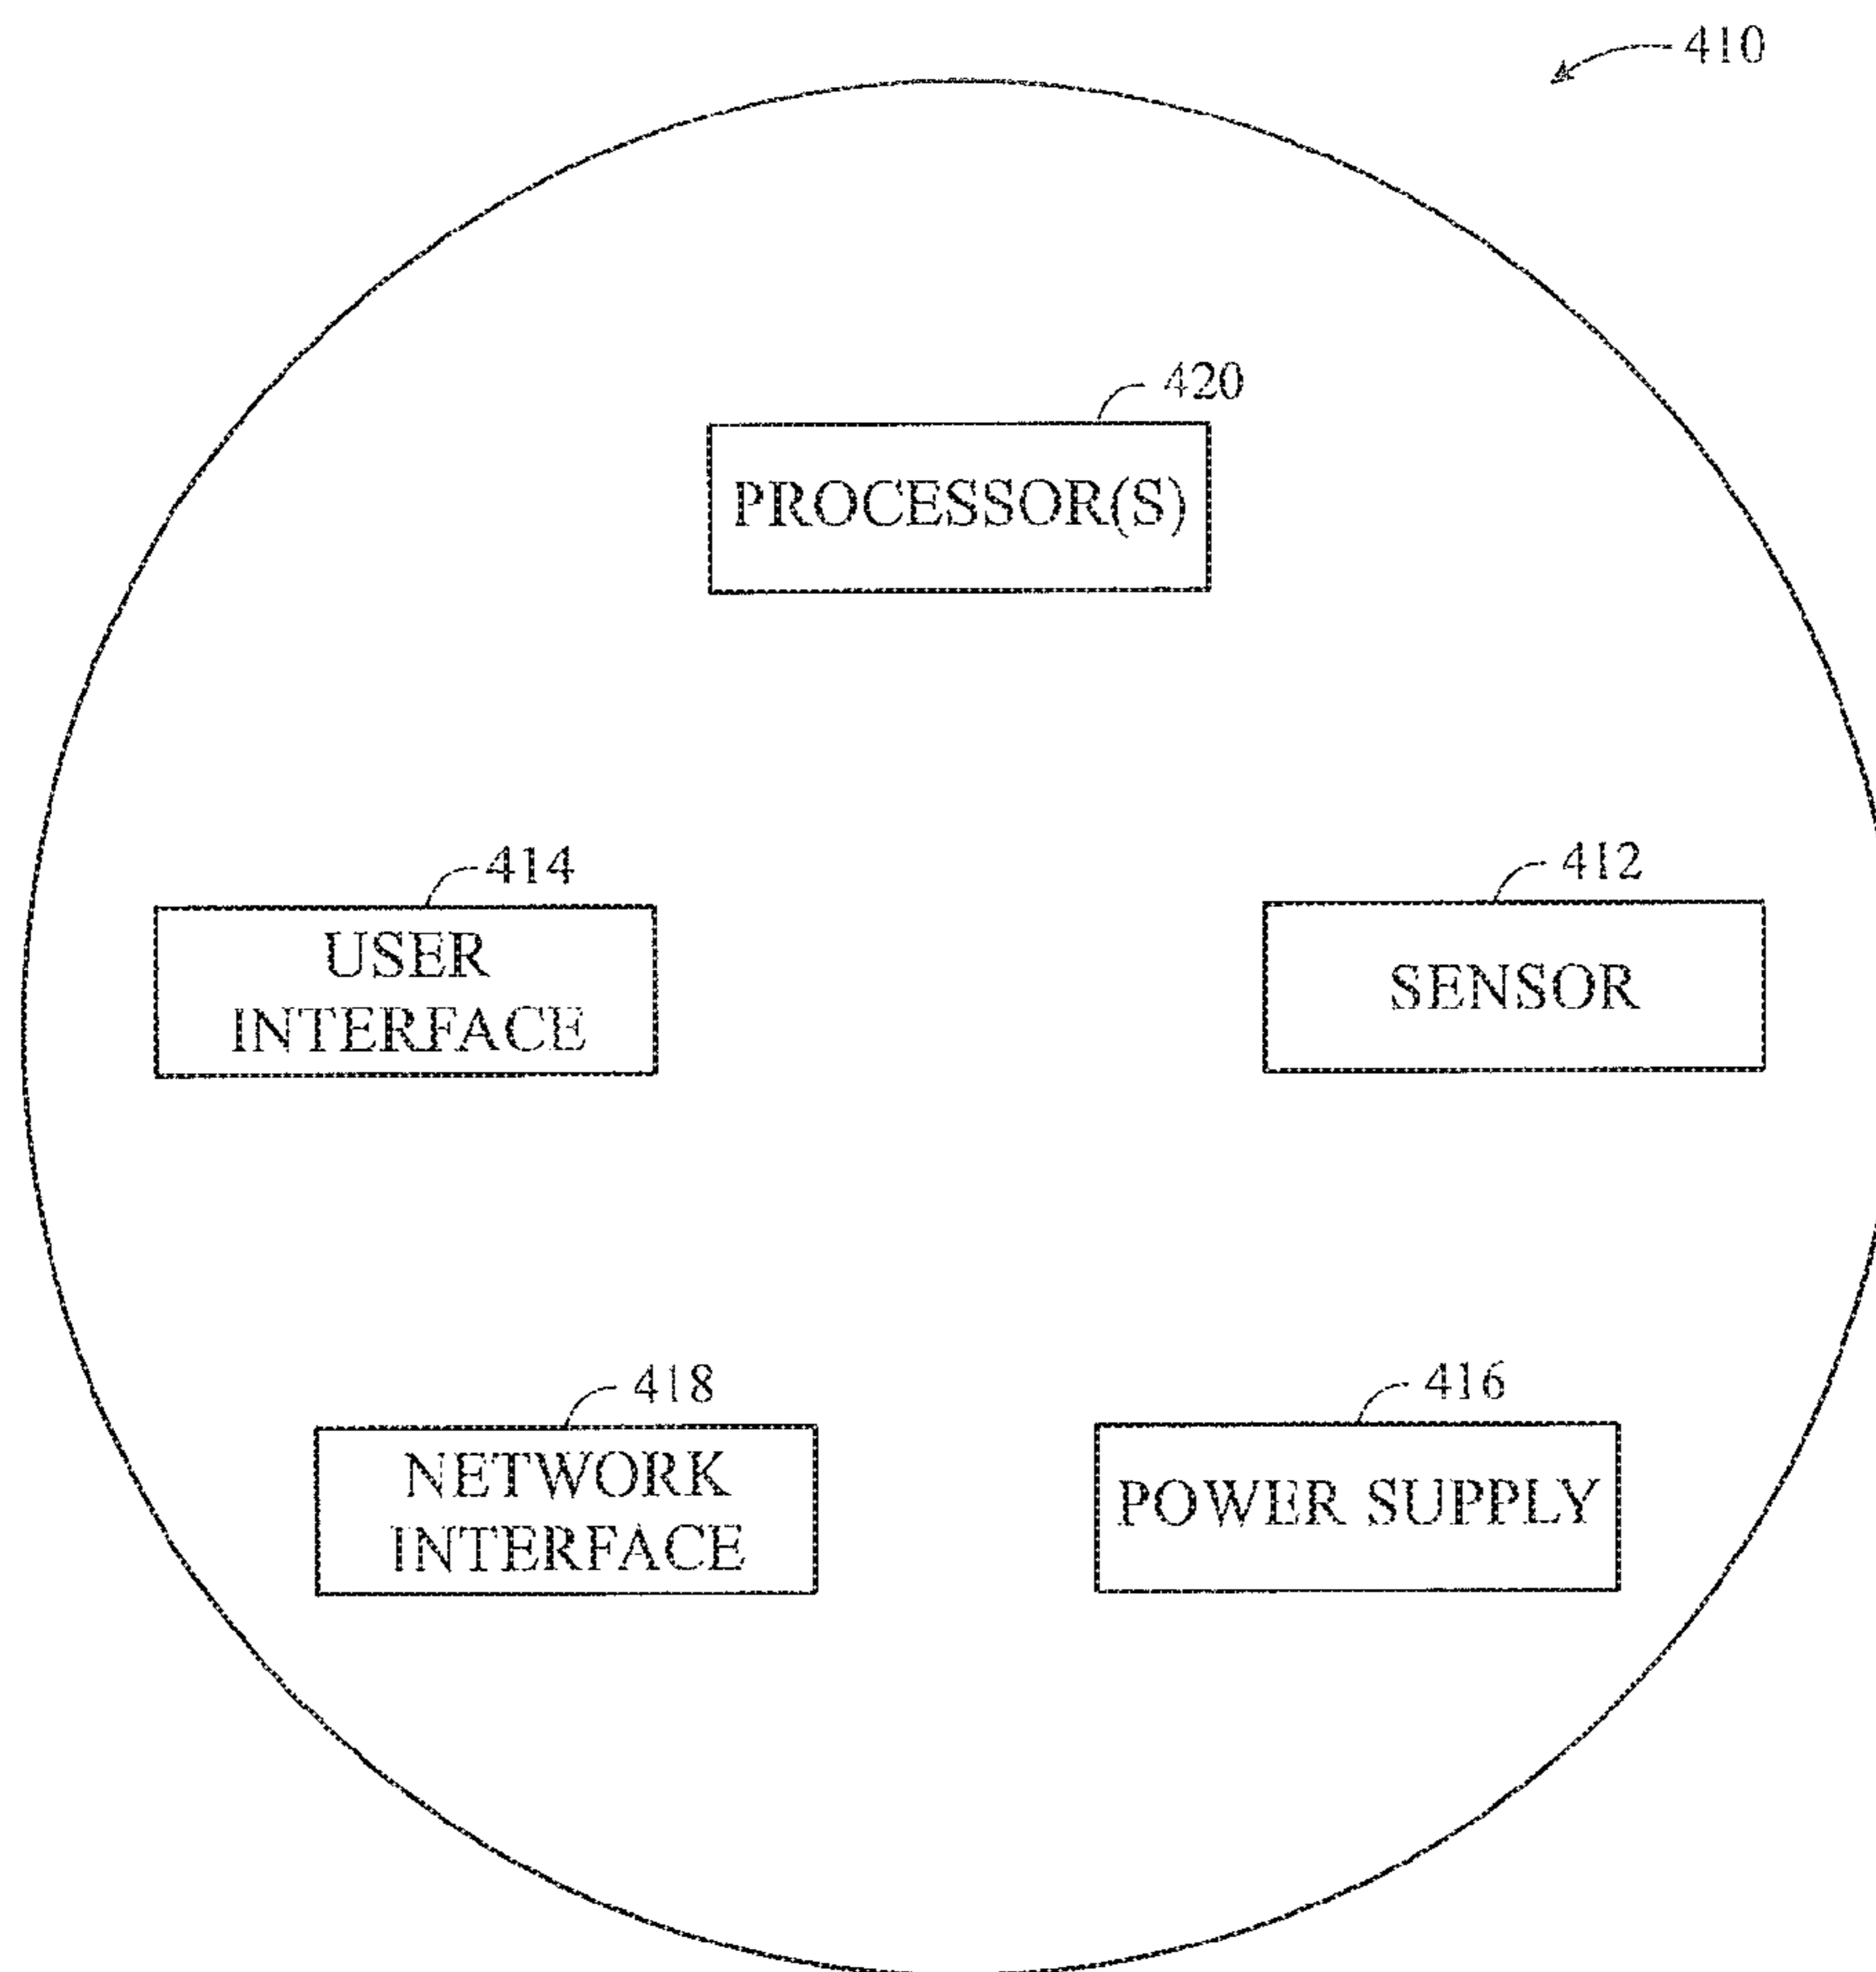 410
420
PROCESSOR(S)
414
USER
INTERFACE
412
SENSOR
418
NETWORK
INTERFACE
416
POWER SUPPLY